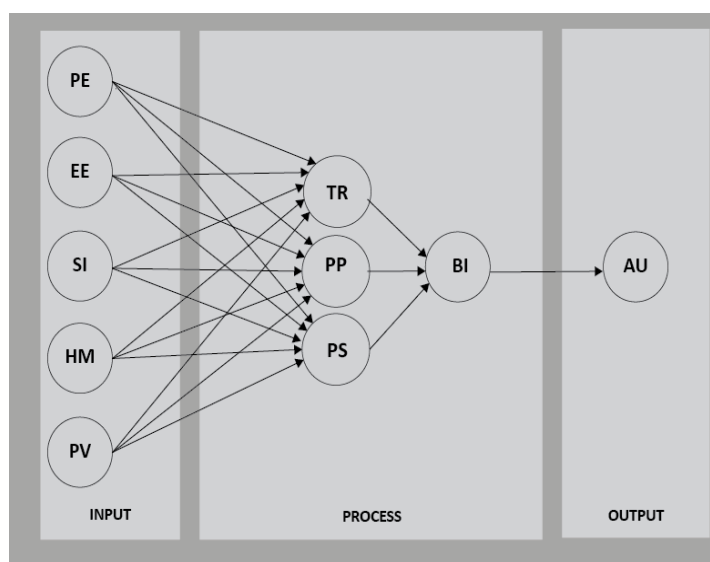 PE
EE
SI
HM
PV
INPUT
TR
PP
PS
BI
PROCESS
AU
OUTPUT